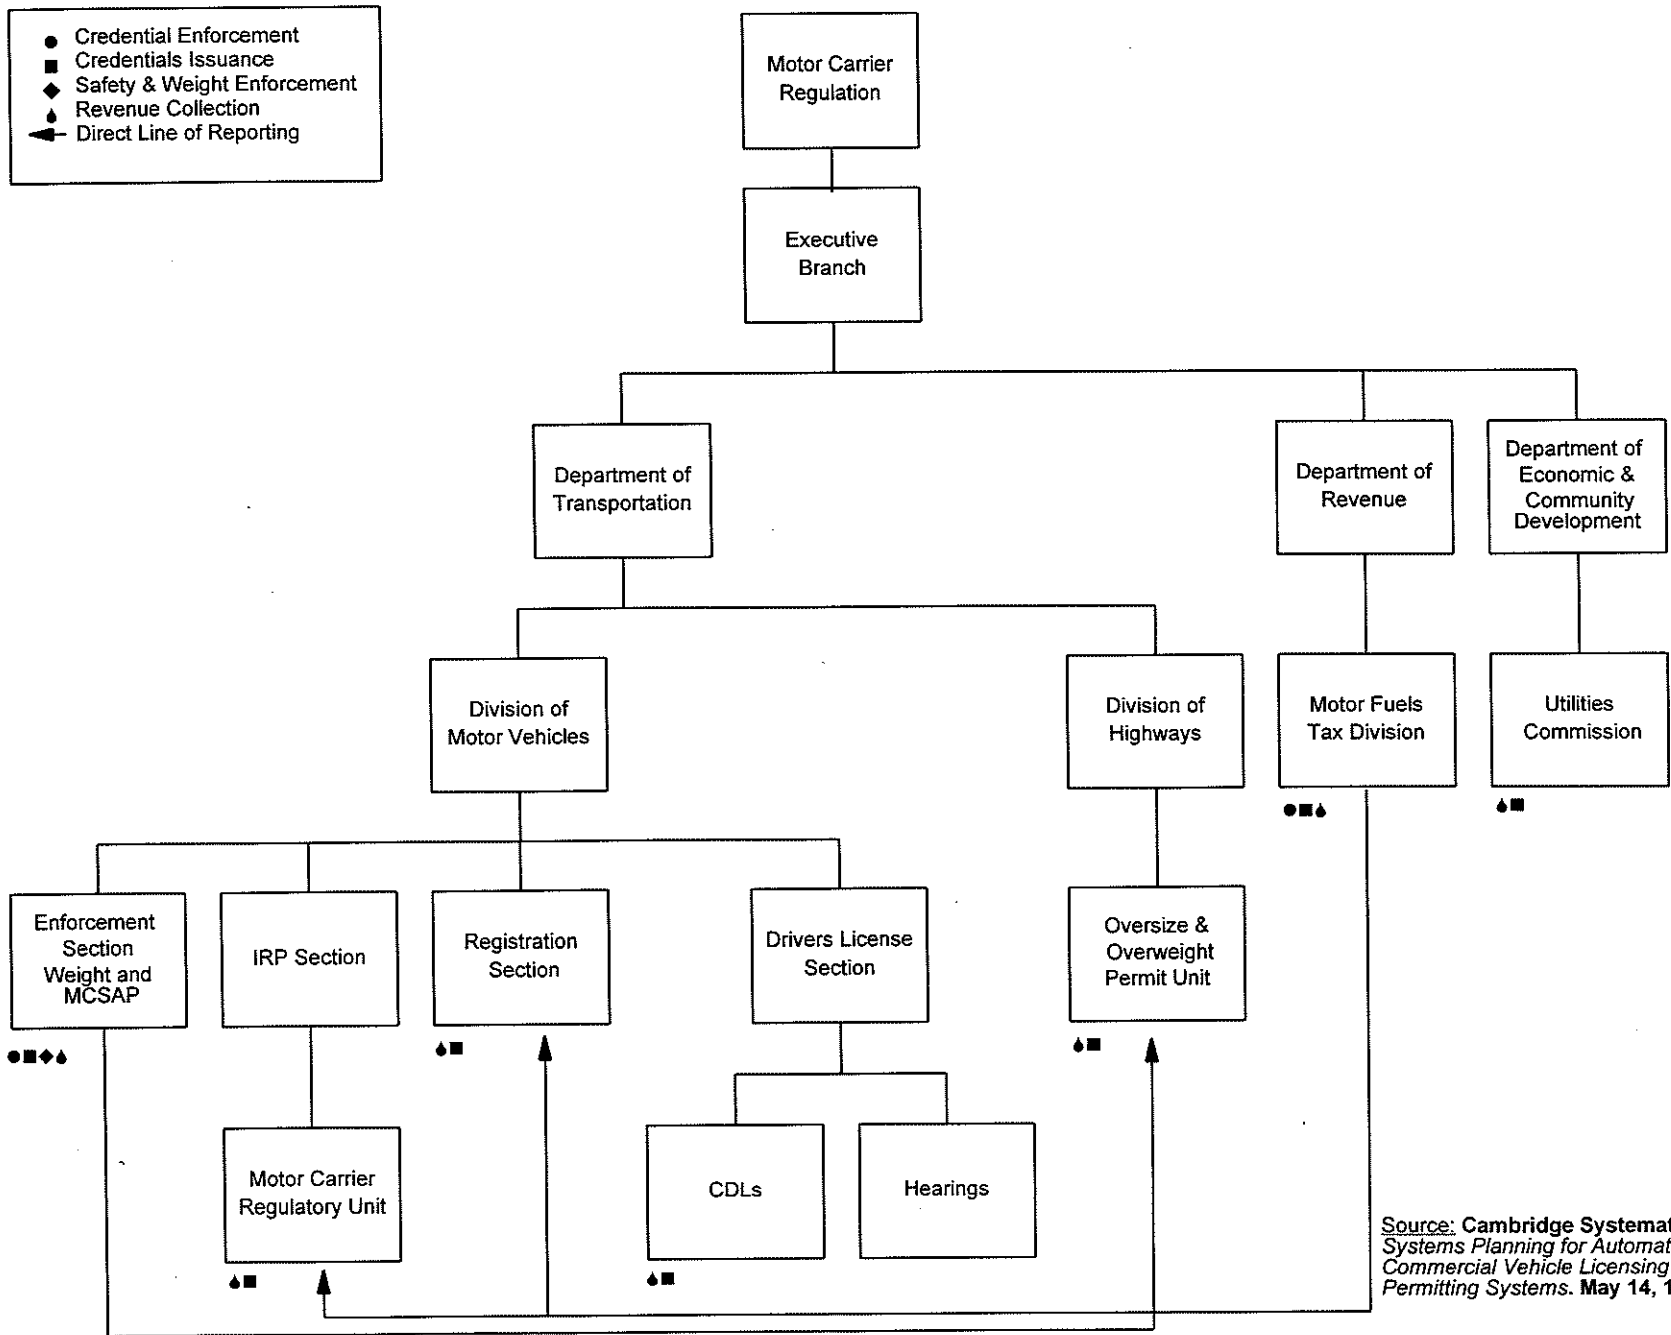 Credential Enforcement
Credentials Issuance
Safety & Weight Enforcement
Revenue Collection
Direct Line of Reporting
Motor Carrier
Regulation
Executive
Branch
Department of
Transportation
Department of
Revenue
Department of
Economic &
Community
Development
Division of
Motor Vehicles
Division of
Highways
Motor Fuels
Tax Division
Utilities
Commission
Enforcement
Section
Weight and
MCSAP
IRP Section
Registration
Section
Drivers License
Section
Oversize &
Overweight
Permit Unit
Motor Carrier
Regulatory Unit
CDLs
Hearings
Source: Cambridge Systemat
Systems Planning for Automat
Commercial Vehicle Licensing
Permitting Systems. May 14, 1